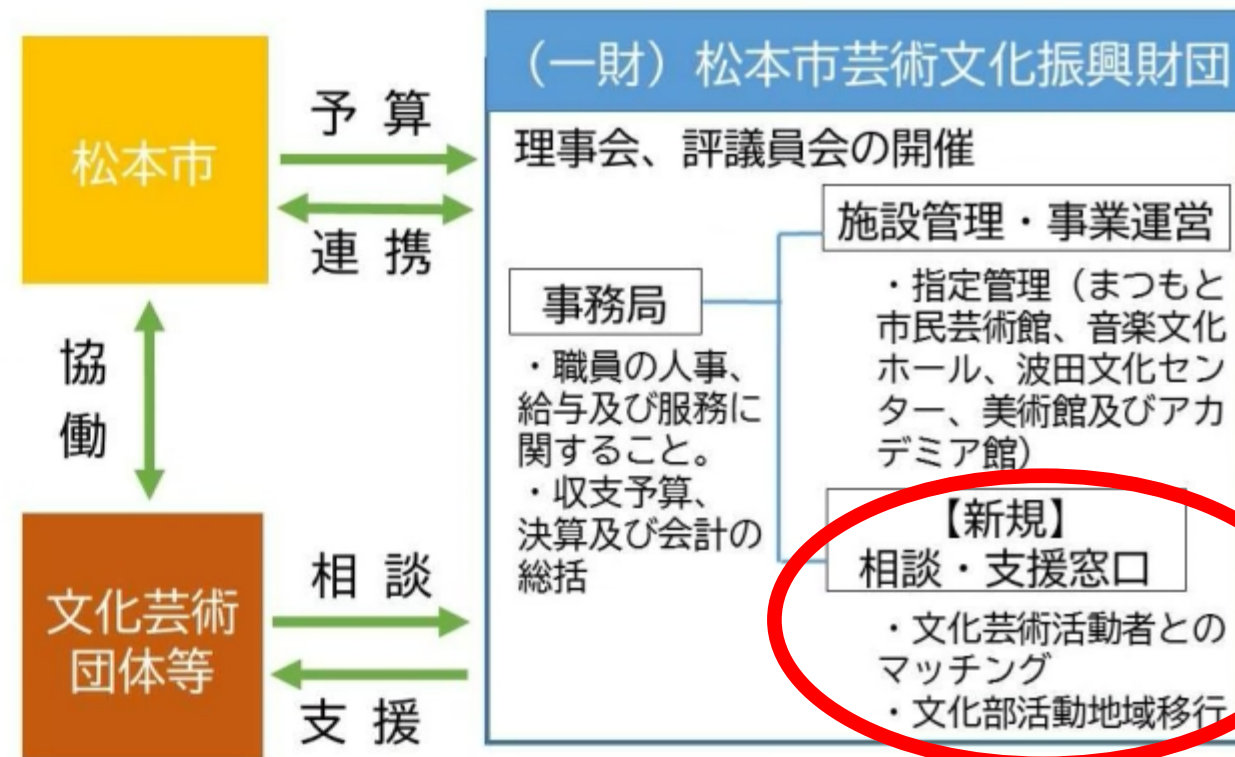 松本市
予算
連携
協
働
文化芸術
団体等
相談
支援
（一財）松本市芸術文化振興財団
理事会、評議員会の開催
事務局
・職員の人事、
給与及び服務に
関すること。
・収支予算、
決算及び会計の
総括
施設管理・事業運営
・指定管理（まつもと
市民芸術館、音楽文化
ホール、波田文化セン
ター、美術館及びアカ
デミア館）
【新規】
相談・支援窓口
・文化芸術活動者との
マッチング
・文化部活動地域移行